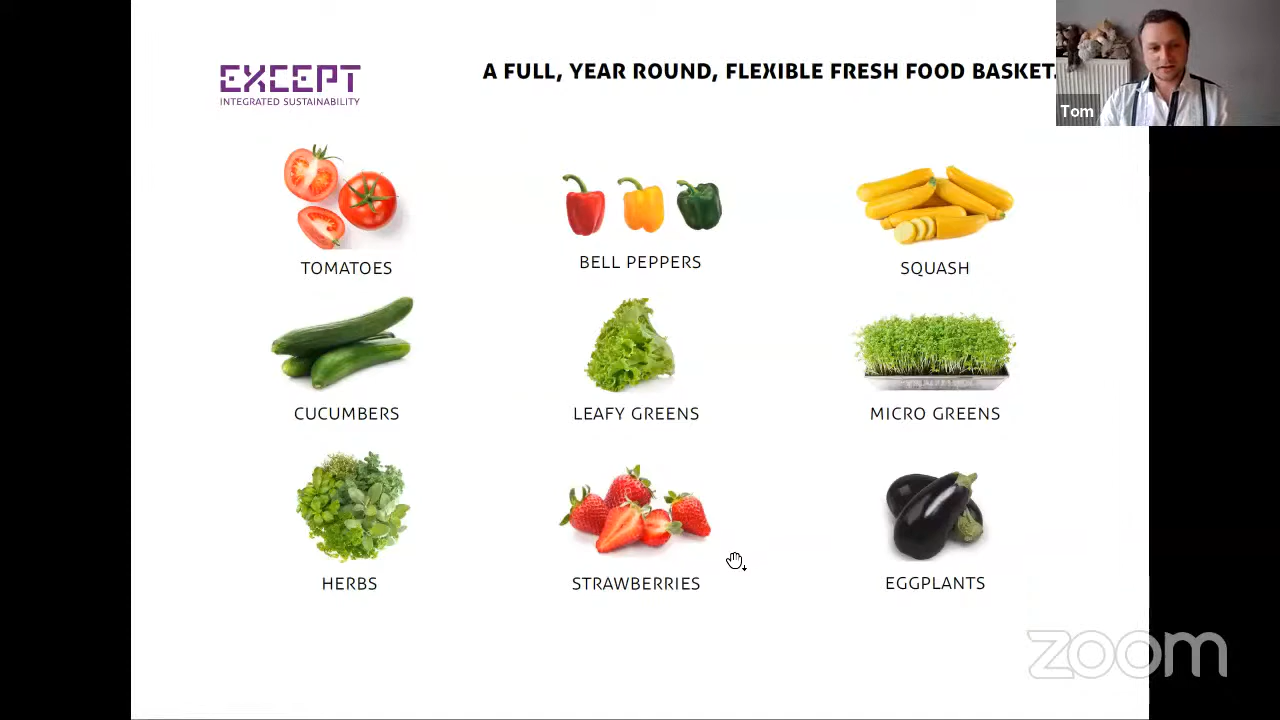 EXCEPT
INTEGRATED SUSTAINABILITY
A FULL, YEAR ROUND, FLEXIBLE FRESH FOOD BASKET.
Tom
TOMATOES
BELL PEPPERS
SQUASH
CUCUMBERS
LEAFY GREENS
MICRO GREENS
HERBS
STRAWBERRIES
EGGPLANTS
zoom